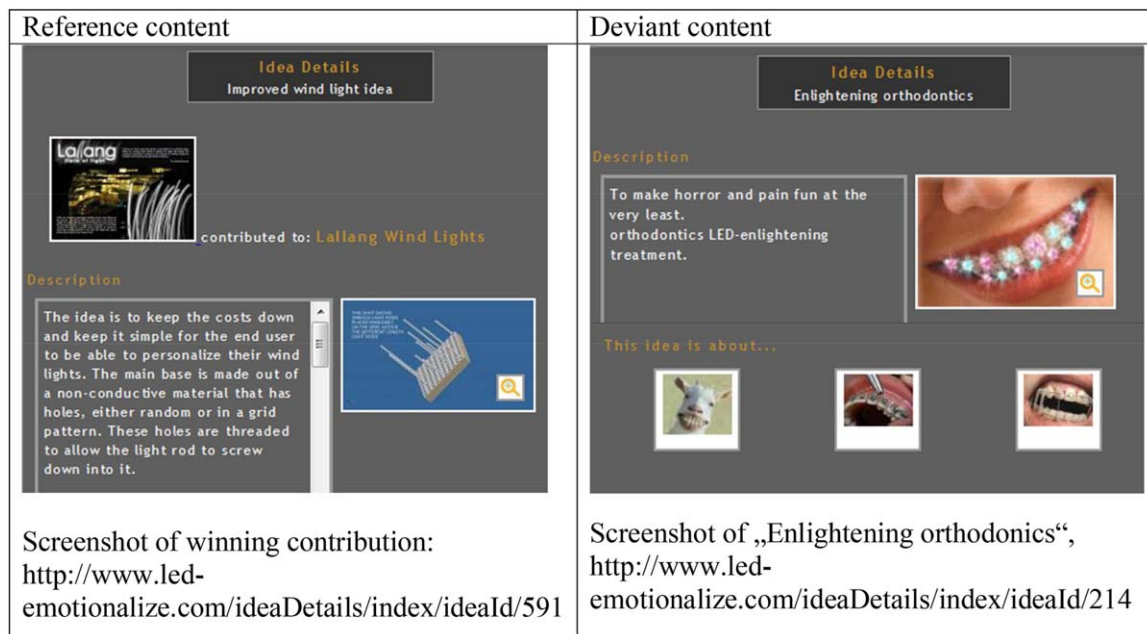 Reference content
Idea Details
Improved wind light idea
Lallang
contributed to: Lallang Wind Lights
Description
The idea is to keep the costs down
and keep it simple for the end user
to be able to personalize their wind
lights. The main base is made out of
a non-conductive material that has
holes, either random or in a grid
pattern. These holes are threaded
to allow the light rod to screw
down into it.
Screenshot of winning contribution:
http://www.led-
emotionalize.com/ideaDetails/index/ideaId/591
Deviant content
Idea Details
Enlightening orthodontics
Description
To make horror and pain fun at the
very least.
orthodontics LED-enlightening
treatment.
This idea is about...
Screenshot of „Enlightening orthodonics“,
http://www.led-
emotionalize.com/ideaDetails/index/ideaId/214